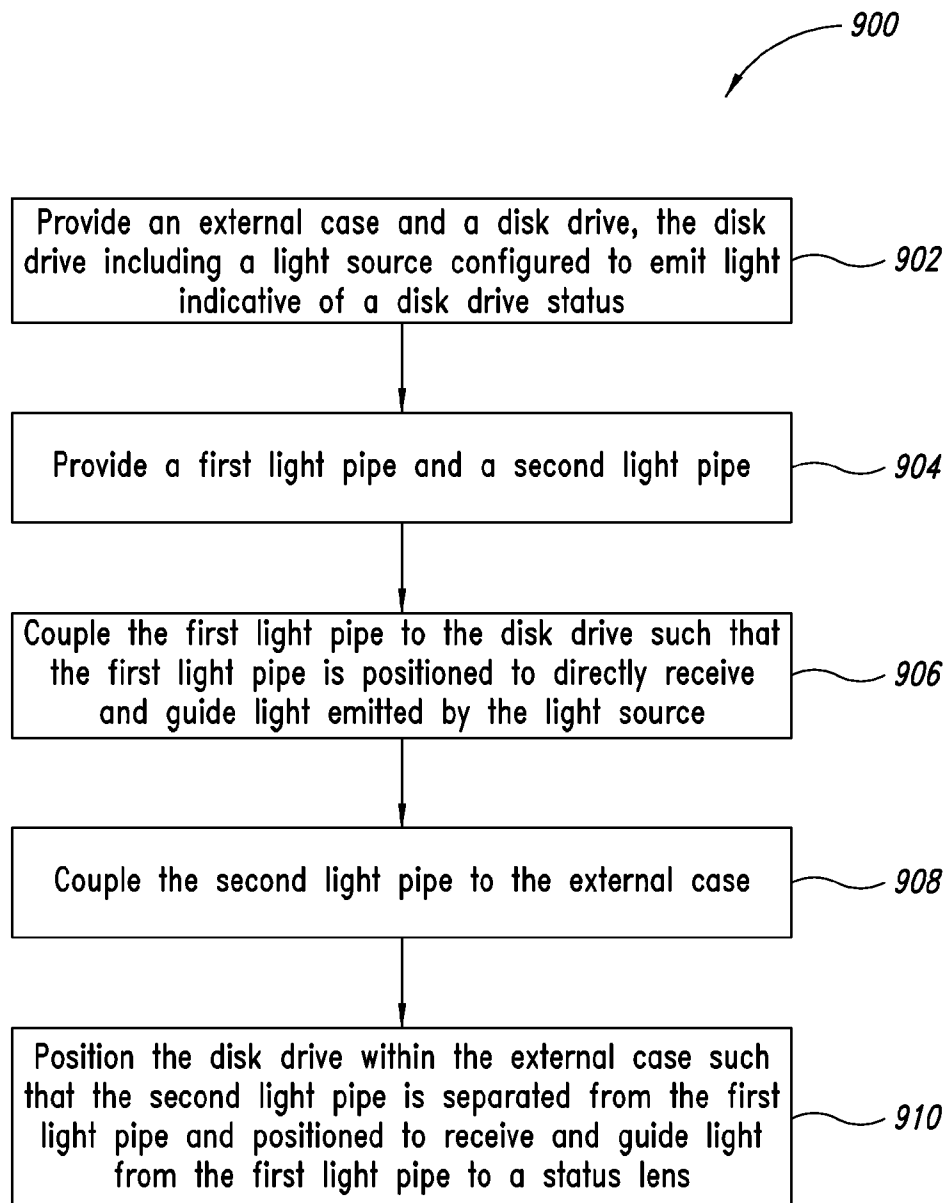 900
Provide an external case and a disk drive, the disk
drive including a light source configured to emit light
indicative of a disk drive status
902
Provide a first light pipe and a second light pipe
904
Couple the first light pipe to the disk drive such that
the first light pipe is positioned to directly receive
and guide light emitted by the light source
906
Couple the second light pipe to the external case
908
Position the disk drive within the external case such
that the second light pipe is separated from the first
light pipe and positioned to receive and guide light
from the first light pipe to a status lens
910